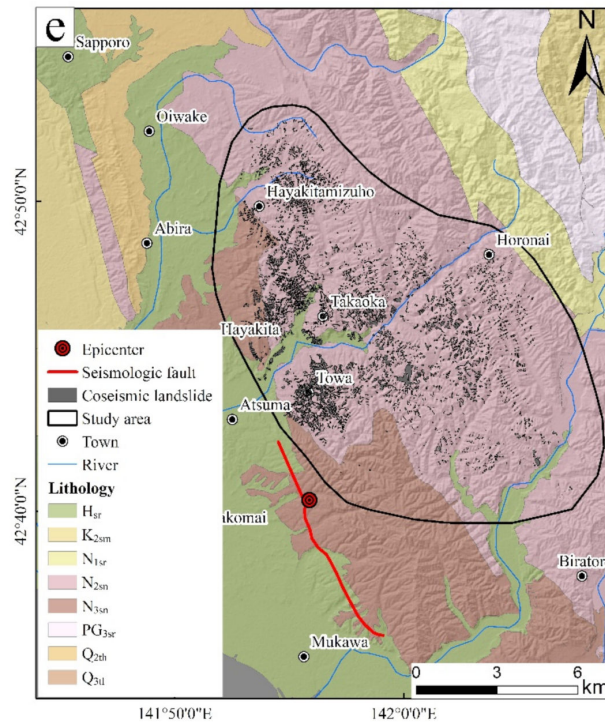 e
Sapporo
N
Oiwake
42°50'0"N
Hayakitamizuho
Abira
Horonai
Takaoka
Hayakita
Epicenter
Seismologic fault
Coseismic landslide
Study area
Town
River
Lithology
Hsr
K2sm
N1sr
N2sn
N3sn
PG3sr
Q2th
Q3tl
Towa
Atsuma
42°40'0"N
akomai
Birator
Mukawa
0 3 6
km
141°50'0"E
142°0'0"E